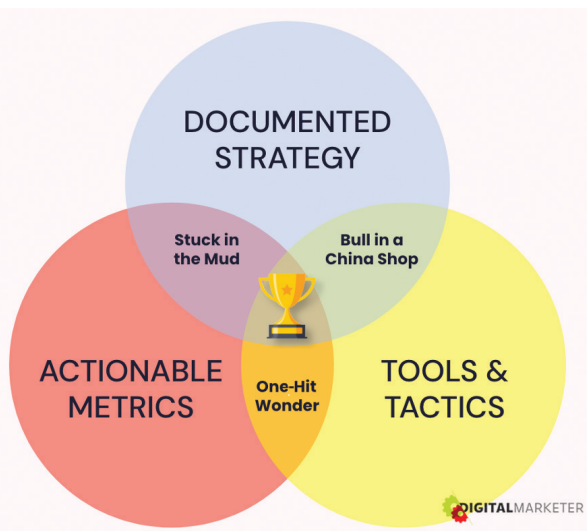 DOCUMENTED
STRATEGY
Stuck in
the Mud
Bull in a
China Shop
ACTIONABLE
METRICS
One-Hit
Wonder
TOOLS &
TACTICS
DIGITALMARKETER